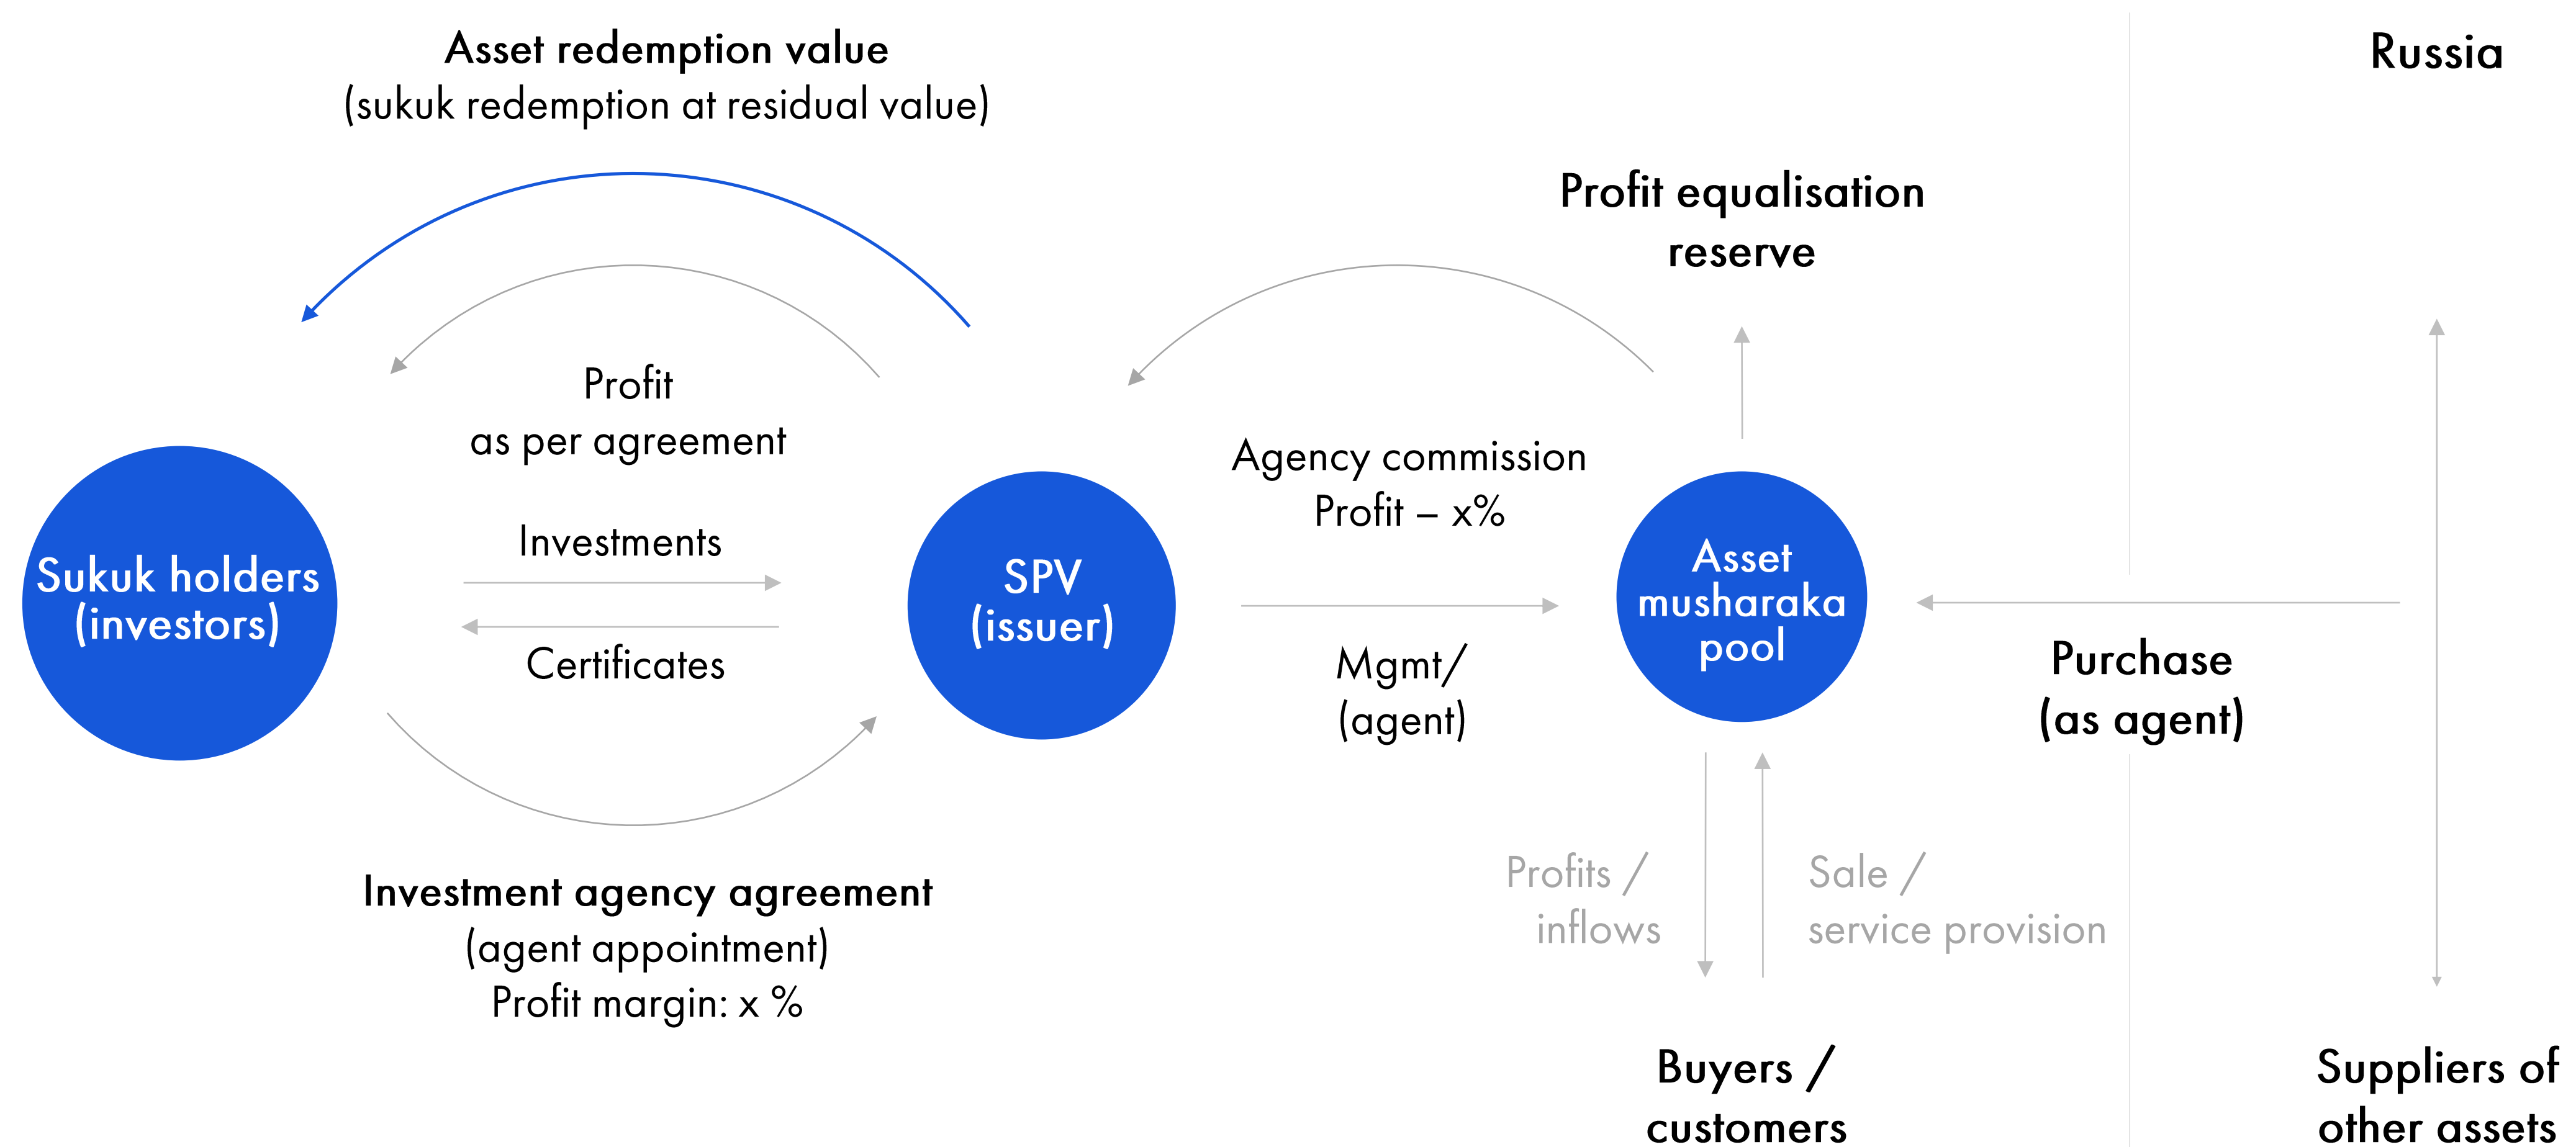 Asset redemption value
(sukuk redemption at residual value)
Russia
Profit equalisation
reserve
Profit
as per agreement
Agency commission
Profit – x%
Investments
Certificates
Sukuk holders
(investors)
SPV
(issuer)
Asset
musharaka
pool
Mgmt/
(agent)
Purchase
(as agent)
Profits /
inflows
Sale /
service provision
Investment agency agreement
(agent appointment)
Profit margin: x %
Buyers /
customers
Suppliers of
other assets